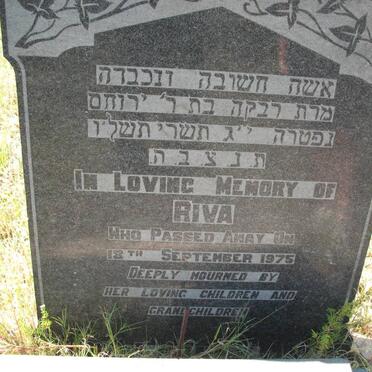 אשה חשובה ונכבדה
מרת רבקה בת ר' ירוחם
נפטרה י"ג תשרי תשל"ו
ת נ צ ב ה
In Loving Memory of
Riva
Who Passed Away On
18th September 1975
Deeply mourned by
her loving children and
grandchildren